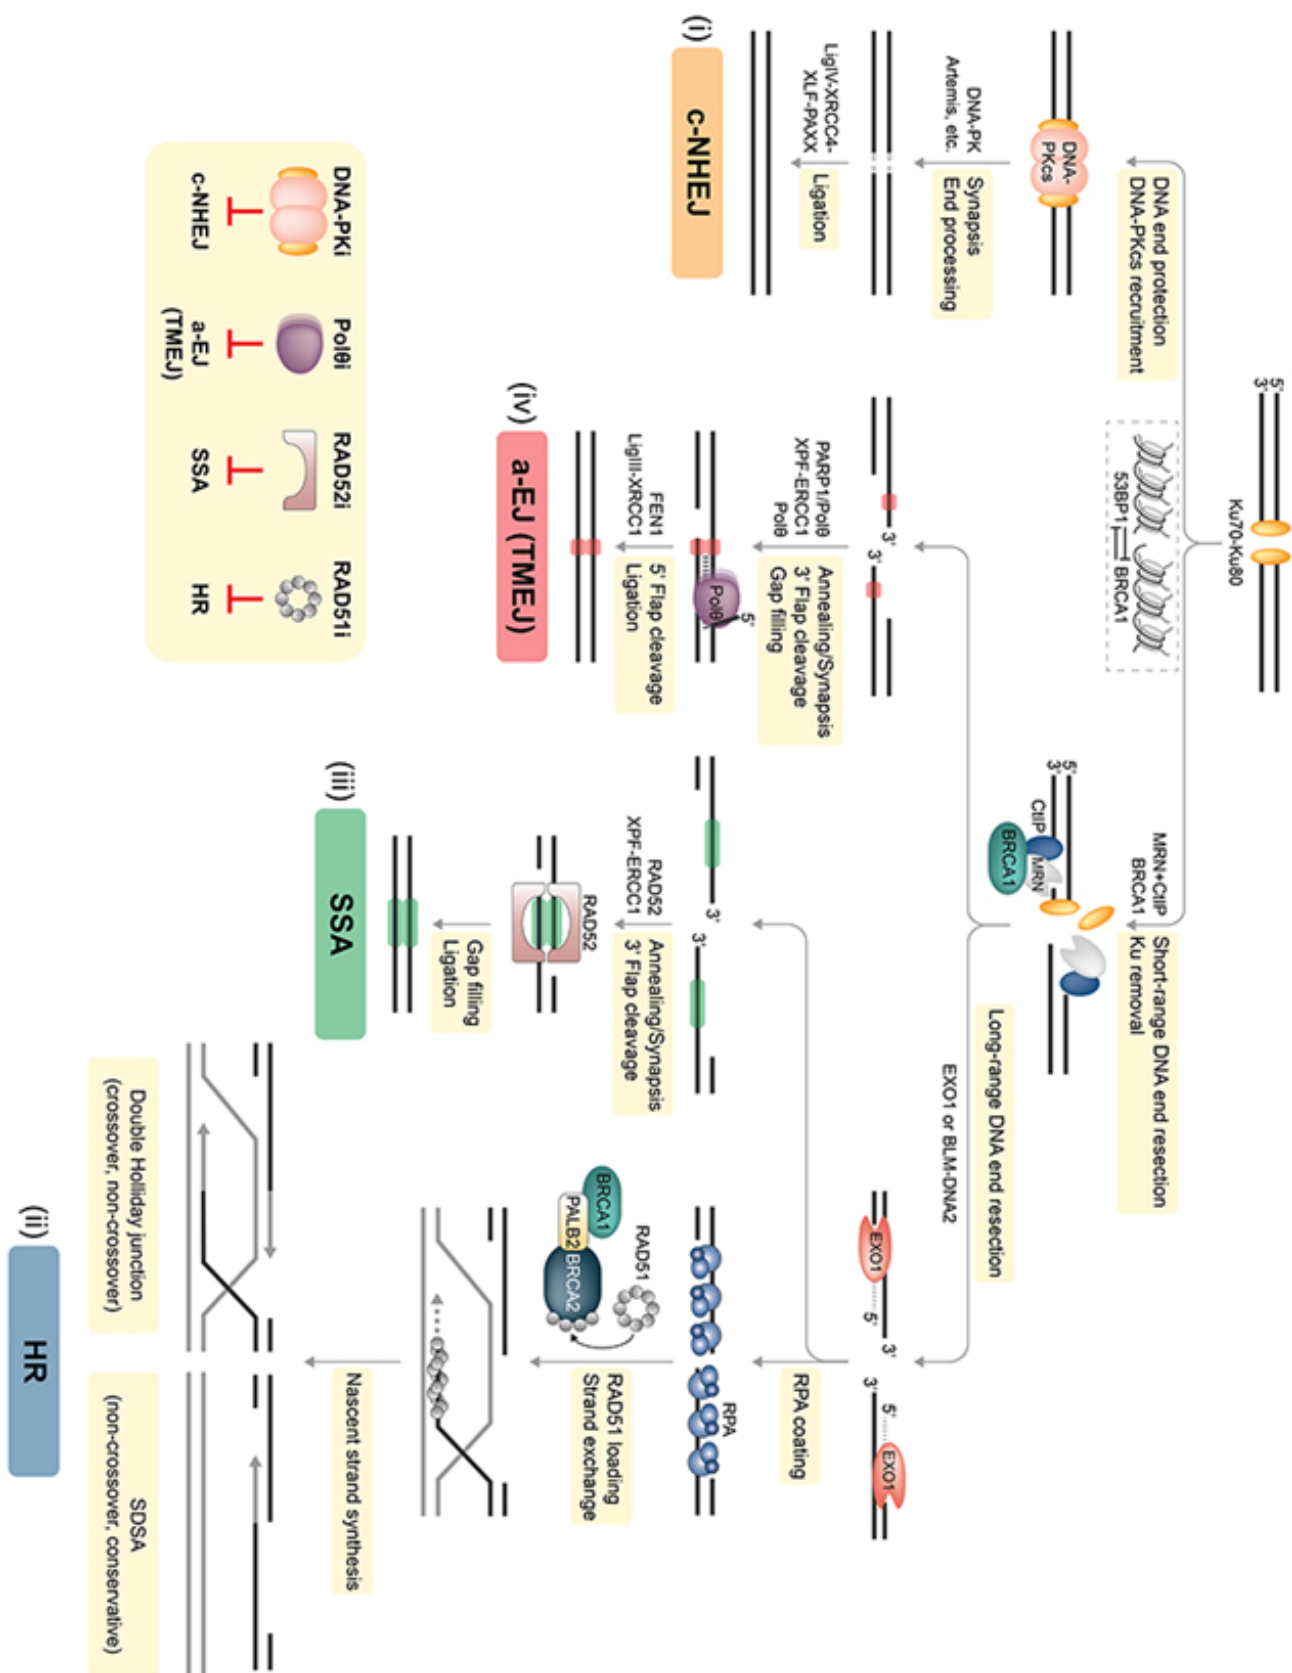 5'
3'
Ku70-Ku80
53BP1
BRCA1
DNA end protection
DNA-PKcs recruitment
DNA-
PKcs
DNA-PK
Artemis, etc.
Synapsis
End processing
LigIV-XRCC4-
XLF-PAXX
Ligation
(i)
c-NHEJ
MRN+CtIP
BRCA1
Short-range DNA end resection
Ku removal
5'
3'
CtIP
MRN
BRCA1
Long-range DNA end resection
EXO1 or BLM-DNA2
3'
3'
PARP1/Polθ
XPF-ERCC1
Polθ
Annealing/Synapsis
3' Flap cleavage
Gap filling
Polθ
5'
FEN1
LigIII-XRCC1
5' Flap cleavage
Ligation
(iv)
a-EJ (TMEJ)
3'
3'
RAD52
XPF-ERCC1
Annealing/Synapsis
3' Flap cleavage
RAD52
Gap filling
Ligation
(iii)
SSA
EXO1
5'
3'
3'
5'
EXO1
RPA coating
RPA
RAD51
BRCA1
PALB2
BRCA2
RAD51 loading
Strand exchange
Nascent strand synthesis
Double Holliday junction
(crossover, non-crossover)
SDSA
(non-crossover, conservative)
(ii)
HR
DNA-PKi
Polθi
RAD52i
RAD51i
c-NHEJ
a-EJ
(TMEJ)
SSA
HR